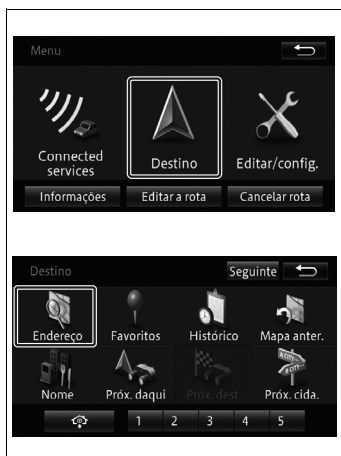 Menu
Connected
services
Destino
Editar/config.
Informações
Editar a rota
Cancelar rota
Destino
Seguinte
Endereço
Favoritos
Histórico
Mapa anter.
Nome
Próx. daqui
Próx. dest.
Próx. cida.
1 2 3 4 5